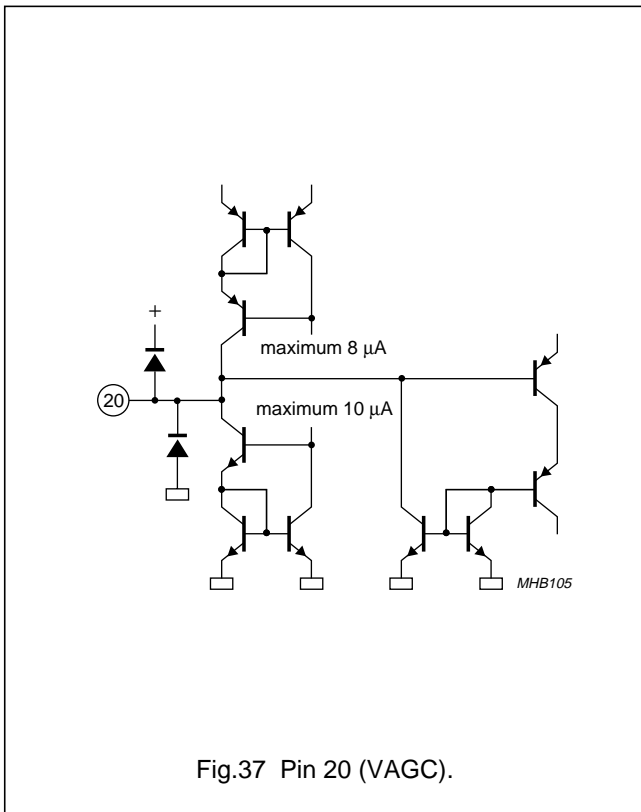 +
maximum 8 μA
20
maximum 10 μA
MHB105
Fig.37 Pin 20 (VAGC).